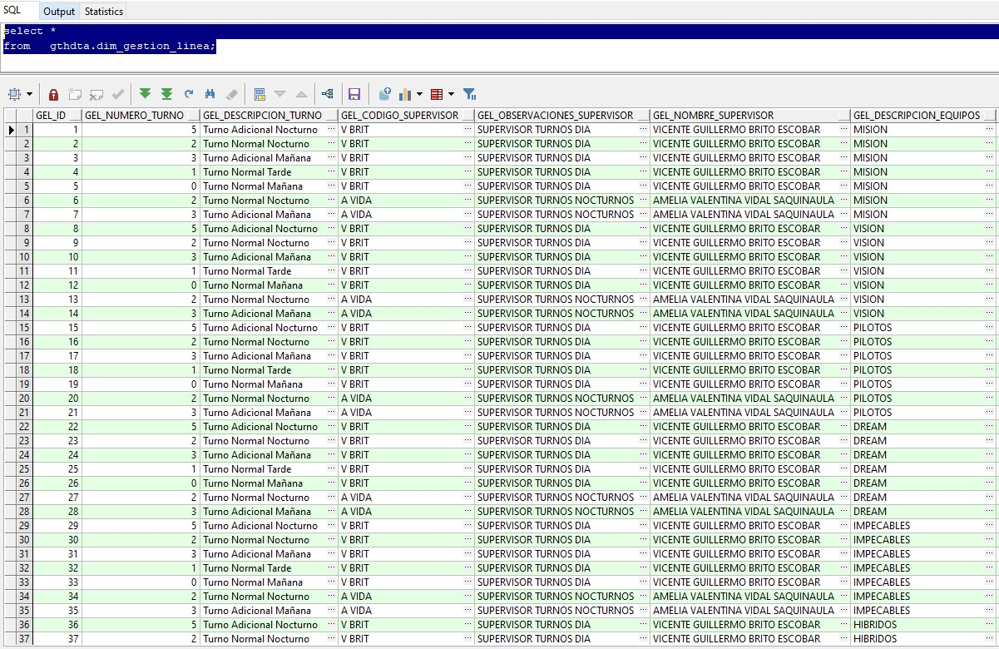 SQL Output Statistics
select *
from gthdta.dim_gestion_linea;
GEL_ID GEL_NUMERO_TURNO GEL_DESCRIPCION_TURNO GEL_CODIGO_SUPERVISOR GEL_OBSERVACIONES_SUPERVISOR GEL_NOMBRE_SUPERVISOR GEL_DESCRIPCION_EQUIPOS
1 1 5 Turno Adicional Nocturno ... V BRIT ... SUPERVISOR TURNOS DIA ... VICENTE GUILLERMO BRITO ESCOBAR ... MISION ...
2 2 2 Turno Normal Nocturno ... V BRIT ... SUPERVISOR TURNOS DIA ... VICENTE GUILLERMO BRITO ESCOBAR ... MISION ...
3 3 3 Turno Adicional Mañana ... V BRIT ... SUPERVISOR TURNOS DIA ... VICENTE GUILLERMO BRITO ESCOBAR ... MISION ...
4 4 1 Turno Normal Tarde ... V BRIT ... SUPERVISOR TURNOS DIA ... VICENTE GUILLERMO BRITO ESCOBAR ... MISION ...
5 5 0 Turno Normal Mañana ... V BRIT ... SUPERVISOR TURNOS DIA ... VICENTE GUILLERMO BRITO ESCOBAR ... MISION ...
6 6 2 Turno Normal Nocturno ... A VIDA ... SUPERVISOR TURNOS NOCTURNOS ... AMELIA VALENTINA VIDAL SAQUINAULA ... MISION ...
7 7 3 Turno Adicional Mañana ... A VIDA ... SUPERVISOR TURNOS NOCTURNOS ... AMELIA VALENTINA VIDAL SAQUINAULA ... MISION ...
8 8 5 Turno Adicional Nocturno ... V BRIT ... SUPERVISOR TURNOS DIA ... VICENTE GUILLERMO BRITO ESCOBAR ... VISION ...
9 9 2 Turno Normal Nocturno ... V BRIT ... SUPERVISOR TURNOS DIA ... VICENTE GUILLERMO BRITO ESCOBAR ... VISION ...
10 10 3 Turno Adicional Mañana ... V BRIT ... SUPERVISOR TURNOS DIA ... VICENTE GUILLERMO BRITO ESCOBAR ... VISION ...
11 11 1 Turno Normal Tarde ... V BRIT ... SUPERVISOR TURNOS DIA ... VICENTE GUILLERMO BRITO ESCOBAR ... VISION ...
12 12 0 Turno Normal Mañana ... V BRIT ... SUPERVISOR TURNOS DIA ... VICENTE GUILLERMO BRITO ESCOBAR ... VISION ...
13 13 2 Turno Normal Nocturno ... A VIDA ... SUPERVISOR TURNOS NOCTURNOS ... AMELIA VALENTINA VIDAL SAQUINAULA ... VISION ...
14 14 3 Turno Adicional Mañana ... A VIDA ... SUPERVISOR TURNOS NOCTURNOS ... AMELIA VALENTINA VIDAL SAQUINAULA ... VISION ...
15 15 5 Turno Adicional Nocturno ... V BRIT ... SUPERVISOR TURNOS DIA ... VICENTE GUILLERMO BRITO ESCOBAR ... PILOTOS ...
16 16 2 Turno Normal Nocturno ... V BRIT ... SUPERVISOR TURNOS DIA ... VICENTE GUILLERMO BRITO ESCOBAR ... PILOTOS ...
17 17 3 Turno Adicional Mañana ... V BRIT ... SUPERVISOR TURNOS DIA ... VICENTE GUILLERMO BRITO ESCOBAR ... PILOTOS ...
18 18 1 Turno Normal Tarde ... V BRIT ... SUPERVISOR TURNOS DIA ... VICENTE GUILLERMO BRITO ESCOBAR ... PILOTOS ...
19 19 0 Turno Normal Mañana ... V BRIT ... SUPERVISOR TURNOS DIA ... VICENTE GUILLERMO BRITO ESCOBAR ... PILOTOS ...
20 20 2 Turno Normal Nocturno ... A VIDA ... SUPERVISOR TURNOS NOCTURNOS ... AMELIA VALENTINA VIDAL SAQUINAULA ... PILOTOS ...
21 21 3 Turno Adicional Mañana ... A VIDA ... SUPERVISOR TURNOS NOCTURNOS ... AMELIA VALENTINA VIDAL SAQUINAULA ... PILOTOS ...
22 22 5 Turno Adicional Nocturno ... V BRIT ... SUPERVISOR TURNOS DIA ... VICENTE GUILLERMO BRITO ESCOBAR ... DREAM ...
23 23 2 Turno Normal Nocturno ... V BRIT ... SUPERVISOR TURNOS DIA ... VICENTE GUILLERMO BRITO ESCOBAR ... DREAM ...
24 24 3 Turno Adicional Mañana ... V BRIT ... SUPERVISOR TURNOS DIA ... VICENTE GUILLERMO BRITO ESCOBAR ... DREAM ...
25 25 1 Turno Normal Tarde ... V BRIT ... SUPERVISOR TURNOS DIA ... VICENTE GUILLERMO BRITO ESCOBAR ... DREAM ...
26 26 0 Turno Normal Mañana ... V BRIT ... SUPERVISOR TURNOS DIA ... VICENTE GUILLERMO BRITO ESCOBAR ... DREAM ...
27 27 2 Turno Normal Nocturno ... A VIDA ... SUPERVISOR TURNOS NOCTURNOS ... AMELIA VALENTINA VIDAL SAQUINAULA ... DREAM ...
28 28 3 Turno Adicional Mañana ... A VIDA ... SUPERVISOR TURNOS NOCTURNOS ... AMELIA VALENTINA VIDAL SAQUINAULA ... DREAM ...
29 29 5 Turno Adicional Nocturno ... V BRIT ... SUPERVISOR TURNOS DIA ... VICENTE GUILLERMO BRITO ESCOBAR ... IMPECABLES ...
30 30 2 Turno Normal Nocturno ... V BRIT ... SUPERVISOR TURNOS DIA ... VICENTE GUILLERMO BRITO ESCOBAR ... IMPECABLES ...
31 31 3 Turno Adicional Mañana ... V BRIT ... SUPERVISOR TURNOS DIA ... VICENTE GUILLERMO BRITO ESCOBAR ... IMPECABLES ...
32 32 1 Turno Normal Tarde ... V BRIT ... SUPERVISOR TURNOS DIA ... VICENTE GUILLERMO BRITO ESCOBAR ... IMPECABLES ...
33 33 0 Turno Normal Mañana ... V BRIT ... SUPERVISOR TURNOS DIA ... VICENTE GUILLERMO BRITO ESCOBAR ... IMPECABLES ...
34 34 2 Turno Normal Nocturno ... A VIDA ... SUPERVISOR TURNOS NOCTURNOS ... AMELIA VALENTINA VIDAL SAQUINAULA ... IMPECABLES ...
35 35 3 Turno Adicional Mañana ... A VIDA ... SUPERVISOR TURNOS NOCTURNOS ... AMELIA VALENTINA VIDAL SAQUINAULA ... IMPECABLES ...
36 36 5 Turno Adicional Nocturno ... V BRIT ... SUPERVISOR TURNOS DIA ... VICENTE GUILLERMO BRITO ESCOBAR ... HIBRIDOS ...
37 37 2 Turno Normal Nocturno ... V BRIT ... SUPERVISOR TURNOS DIA ... VICENTE GUILLERMO BRITO ESCOBAR ... HIBRIDOS ...